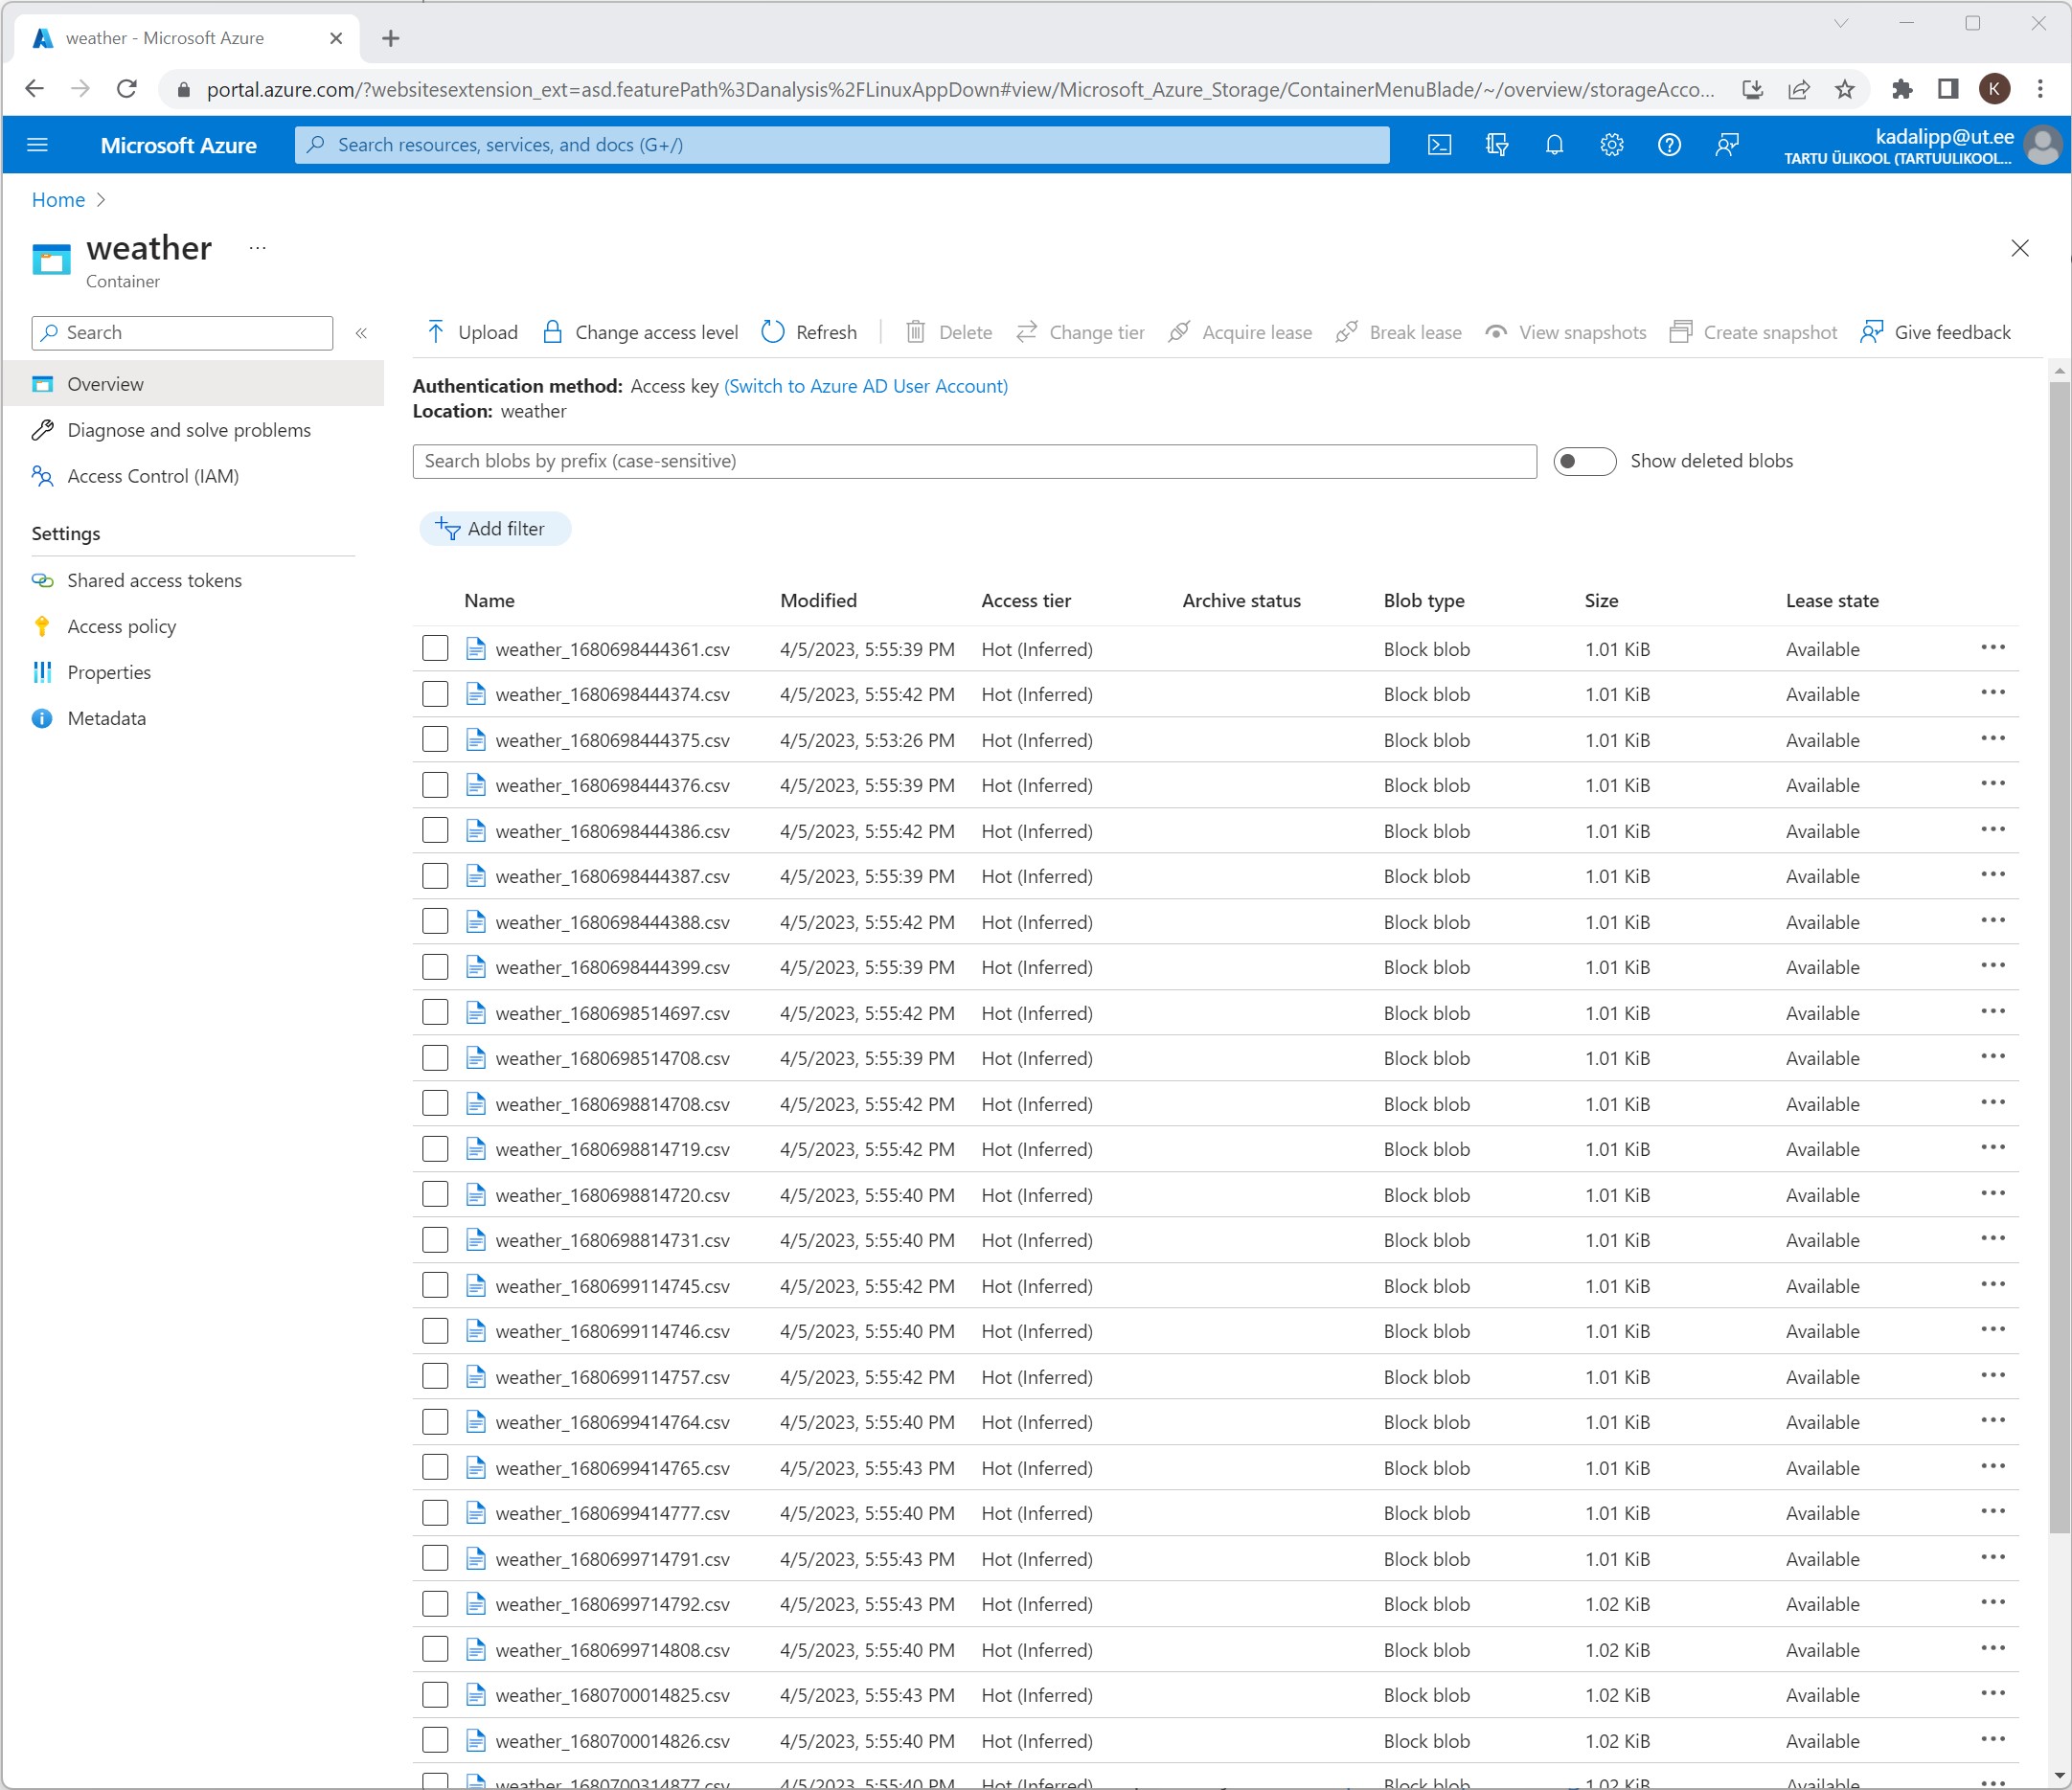 weather - Microsoft Azure
portal.azure.com/?websitesextension_ext=asd.featurePath%3Danalysis%2FLinuxAppDown#view/Microsoft_Azure_Storage/ContainerMenuBlade/~/overview/storageAcco...
K
Microsoft Azure
Search resources, services, and docs (G+/)
kadalipp@ut.ee
TARTU ÜLIKOOL (TARTUULIKOOL...
Home
weather ...
Container
Search
Upload Change access level Refresh Delete Change tier Acquire lease Break lease View snapshots Create snapshot Give feedback
Overview
Diagnose and solve problems
Access Control (IAM)
Settings
Shared access tokens
Access policy
Properties
Metadata
Authentication method: Access key (Switch to Azure AD User Account)
Location: weather
Search blobs by prefix (case-sensitive)
Show deleted blobs
Add filter
Name Modified Access tier Archive status Blob type Size Lease state
weather_1680698444361.csv 4/5/2023, 5:55:39 PM Hot (Inferred) Block blob 1.01 KiB Available
weather_1680698444374.csv 4/5/2023, 5:55:42 PM Hot (Inferred) Block blob 1.01 KiB Available
weather_1680698444375.csv 4/5/2023, 5:53:26 PM Hot (Inferred) Block blob 1.01 KiB Available
weather_1680698444376.csv 4/5/2023, 5:55:39 PM Hot (Inferred) Block blob 1.01 KiB Available
weather_1680698444386.csv 4/5/2023, 5:55:42 PM Hot (Inferred) Block blob 1.01 KiB Available
weather_1680698444387.csv 4/5/2023, 5:55:39 PM Hot (Inferred) Block blob 1.01 KiB Available
weather_1680698444388.csv 4/5/2023, 5:55:42 PM Hot (Inferred) Block blob 1.01 KiB Available
weather_1680698444399.csv 4/5/2023, 5:55:39 PM Hot (Inferred) Block blob 1.01 KiB Available
weather_1680698514697.csv 4/5/2023, 5:55:42 PM Hot (Inferred) Block blob 1.01 KiB Available
weather_1680698514708.csv 4/5/2023, 5:55:39 PM Hot (Inferred) Block blob 1.01 KiB Available
weather_1680698814708.csv 4/5/2023, 5:55:42 PM Hot (Inferred) Block blob 1.01 KiB Available
weather_1680698814719.csv 4/5/2023, 5:55:42 PM Hot (Inferred) Block blob 1.01 KiB Available
weather_1680698814720.csv 4/5/2023, 5:55:40 PM Hot (Inferred) Block blob 1.01 KiB Available
weather_1680698814731.csv 4/5/2023, 5:55:40 PM Hot (Inferred) Block blob 1.01 KiB Available
weather_1680699114745.csv 4/5/2023, 5:55:42 PM Hot (Inferred) Block blob 1.01 KiB Available
weather_1680699114746.csv 4/5/2023, 5:55:40 PM Hot (Inferred) Block blob 1.01 KiB Available
weather_1680699114757.csv 4/5/2023, 5:55:42 PM Hot (Inferred) Block blob 1.01 KiB Available
weather_1680699414764.csv 4/5/2023, 5:55:40 PM Hot (Inferred) Block blob 1.01 KiB Available
weather_1680699414765.csv 4/5/2023, 5:55:43 PM Hot (Inferred) Block blob 1.01 KiB Available
weather_1680699414777.csv 4/5/2023, 5:55:40 PM Hot (Inferred) Block blob 1.01 KiB Available
weather_1680699714791.csv 4/5/2023, 5:55:43 PM Hot (Inferred) Block blob 1.01 KiB Available
weather_1680699714792.csv 4/5/2023, 5:55:43 PM Hot (Inferred) Block blob 1.02 KiB Available
weather_1680699714808.csv 4/5/2023, 5:55:40 PM Hot (Inferred) Block blob 1.02 KiB Available
weather_1680700014825.csv 4/5/2023, 5:55:43 PM Hot (Inferred) Block blob 1.02 KiB Available
weather_1680700014826.csv 4/5/2023, 5:55:40 PM Hot (Inferred) Block blob 1.02 KiB Available
weather_1680700314877.csv 4/5/2023, 5:55:40 PM Hot (Inferred) Block blob 1.02 KiB Available